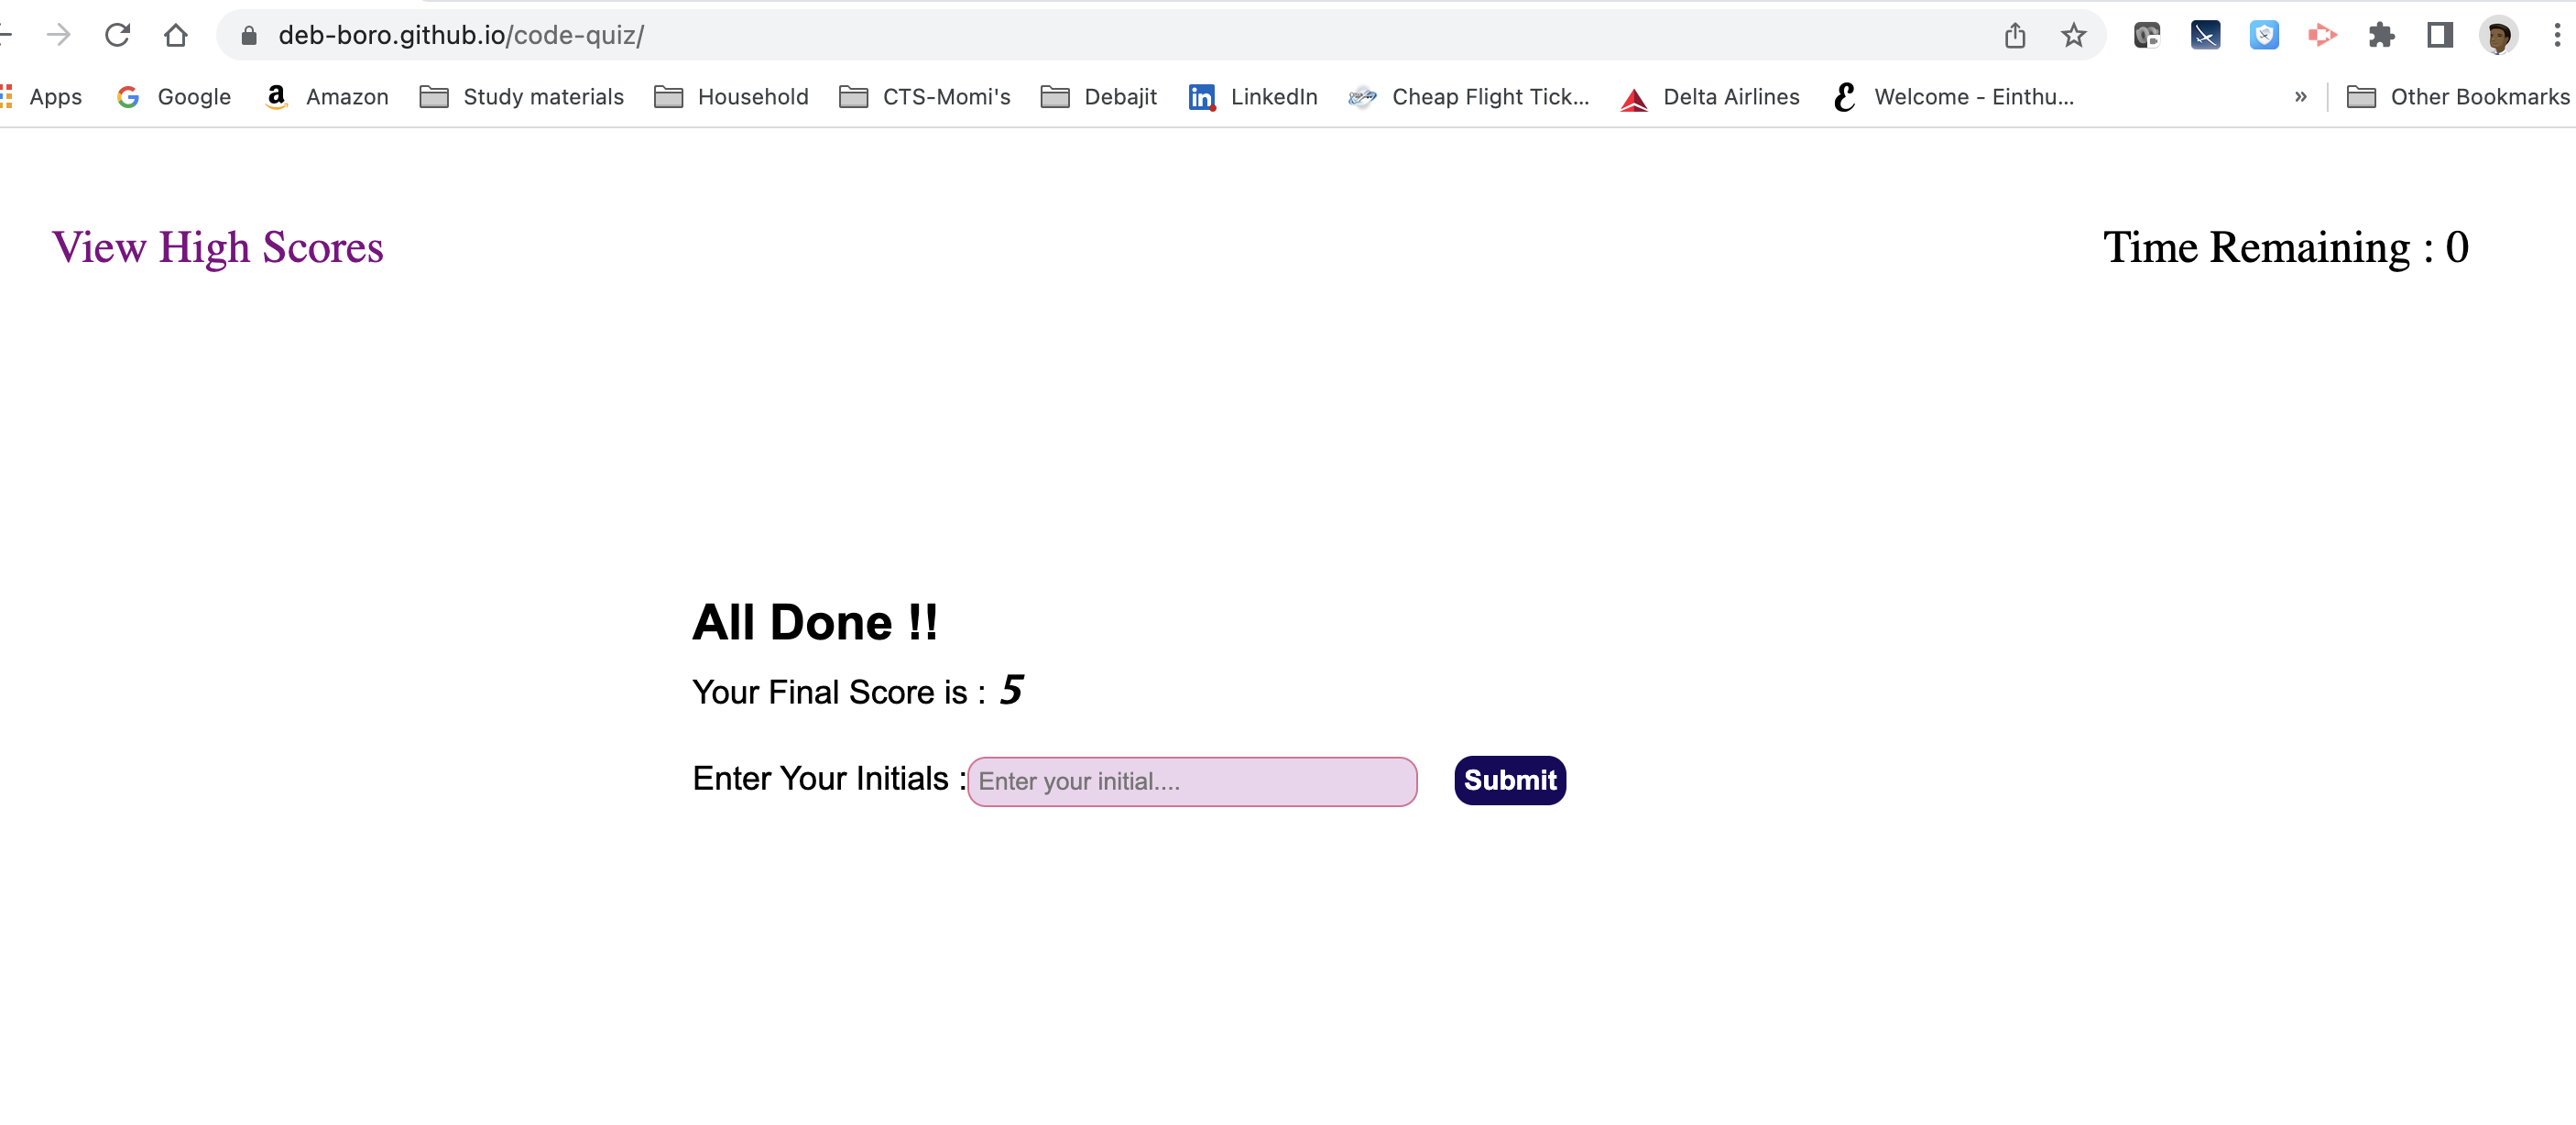 deb-boro.github.io/code-quiz/
Apps Google Amazon Study materials Household CTS-Momi's Debajit LinkedIn Cheap Flight Tick... Delta Airlines Welcome - Einthu... » Other Bookmarks
View High Scores Time Remaining : 0
All Done !!
Your Final Score is : 5
Enter Your Initials : Enter your initial.... Submit